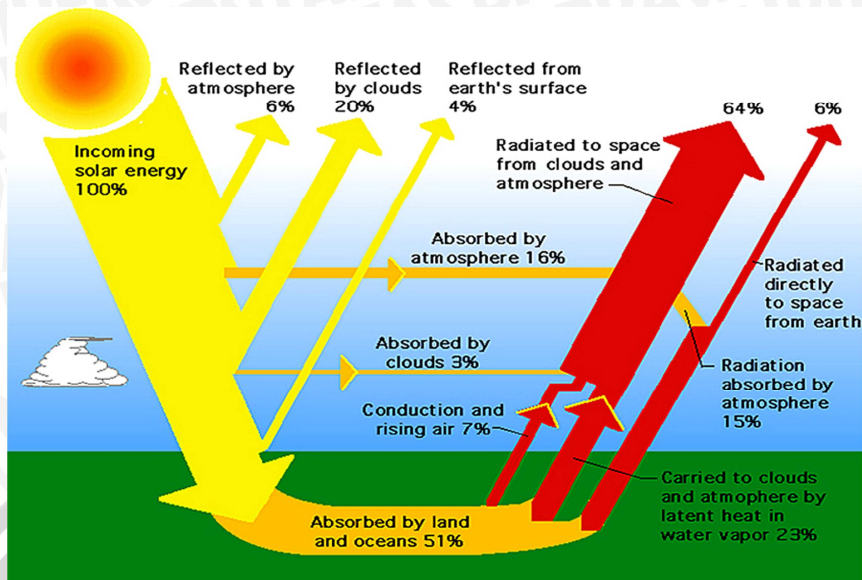 Reflected by
atmosphere
6%
Reflected
by clouds
20%
Reflected from
earth's surface
4%
64%
6%
Incoming
solar energy
100%
Radiated to space
from clouds and
atmosphere
Absorbed by
atmosphere 16%
Radiated
directly
to space
from earth
Absorbed by
clouds 3%
Radiation
absorbed by
atmosphere
15%
Conduction and
rising air 7%
Carried to clouds
and atmophere by
latent heat in
water vapor 23%
Absorbed by land
and oceans 51%